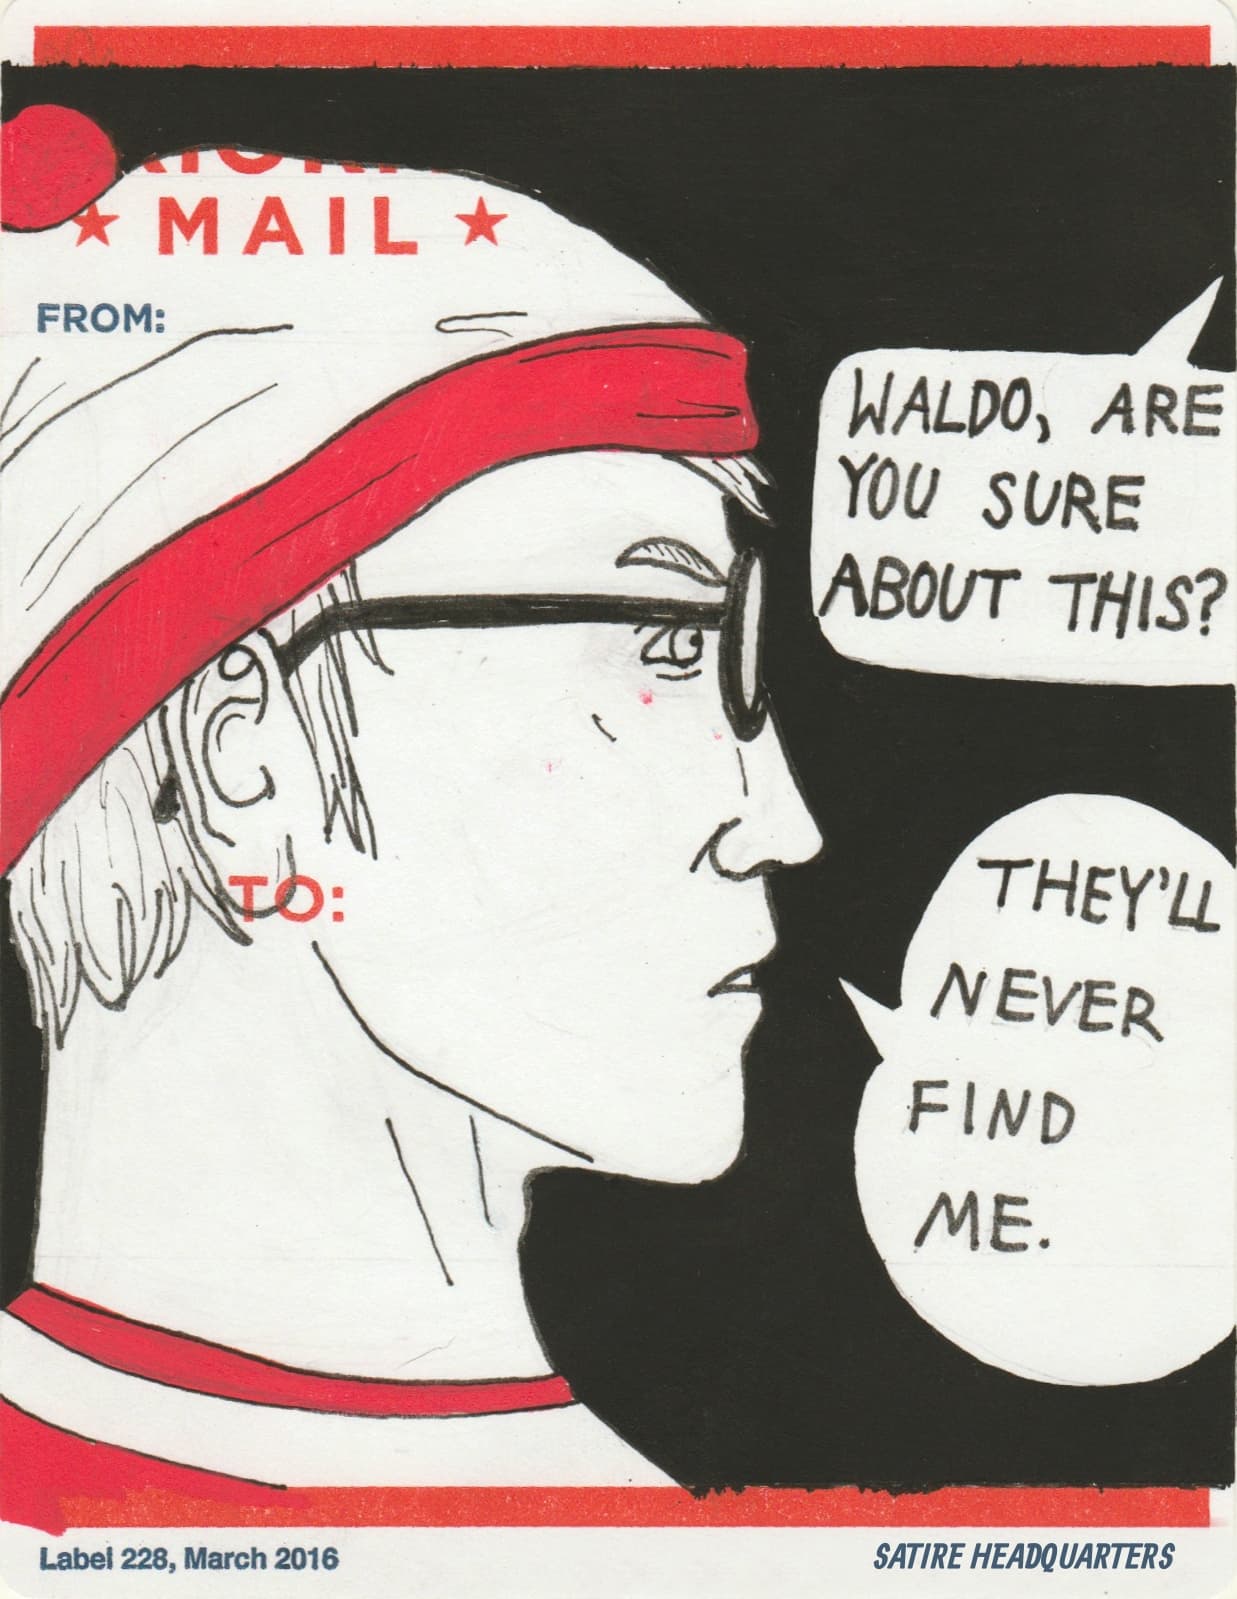 ★ MAIL ★
FROM:
WALDO, ARE
YOU SURE
ABOUT THIS?
TO:
THEY'LL
NEVER
FIND
ME.
Label 228, March 2016
SATIRE HEADQUARTERS